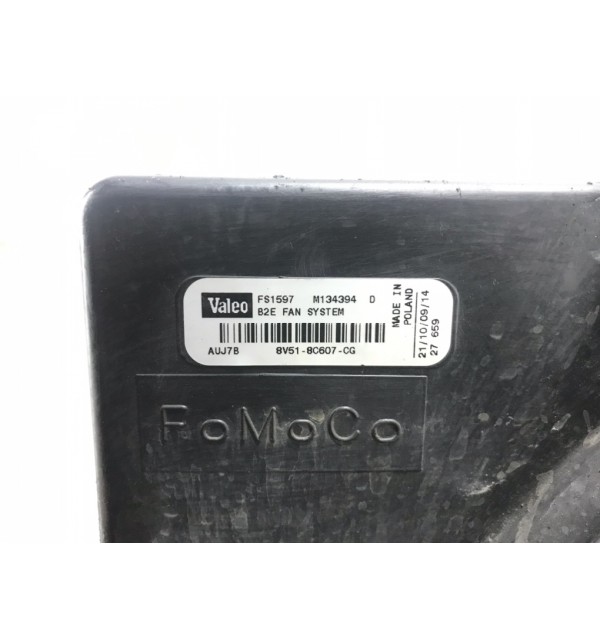 Valeo FS1597 M134394 D
B2E FAN SYSTEM
AUJ7B 8V51-8C607-CG
MADE IN
POLAND
21/10/09/14
27 659
FoMoCo